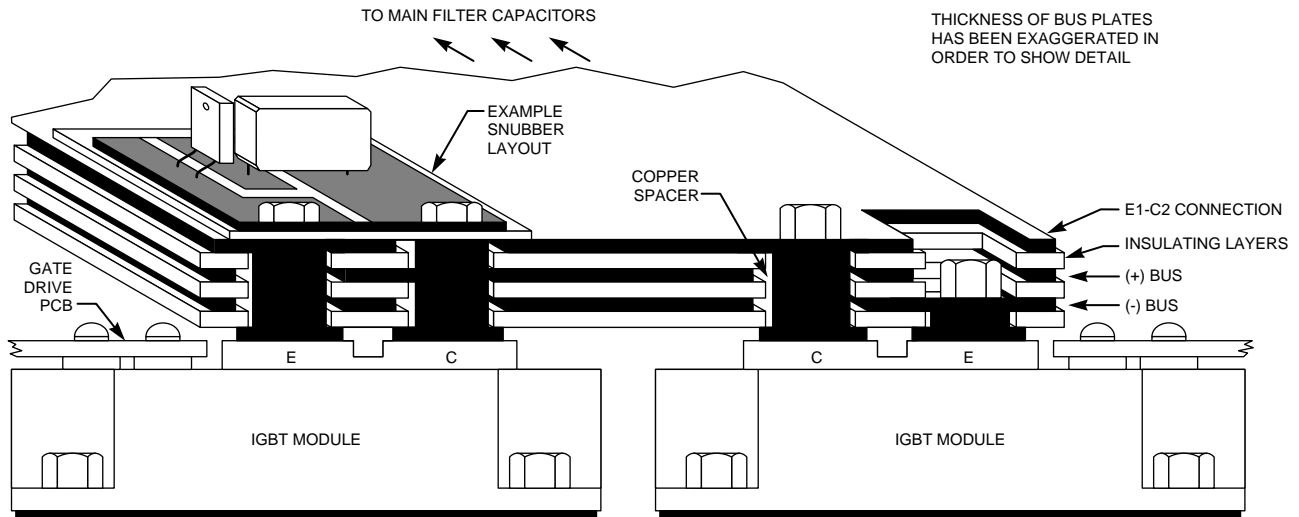 TO MAIN FILTER CAPACITORS
THICKNESS OF BUS PLATES
HAS BEEN EXAGGERATED IN
ORDER TO SHOW DETAIL
EXAMPLE
SNUBBER
LAYOUT
COPPER
SPACER
E1-C2 CONNECTION
INSULATING LAYERS
(+) BUS
(-) BUS
GATE
DRIVE
PCB
E
C
C
E
IGBT MODULE
IGBT MODULE